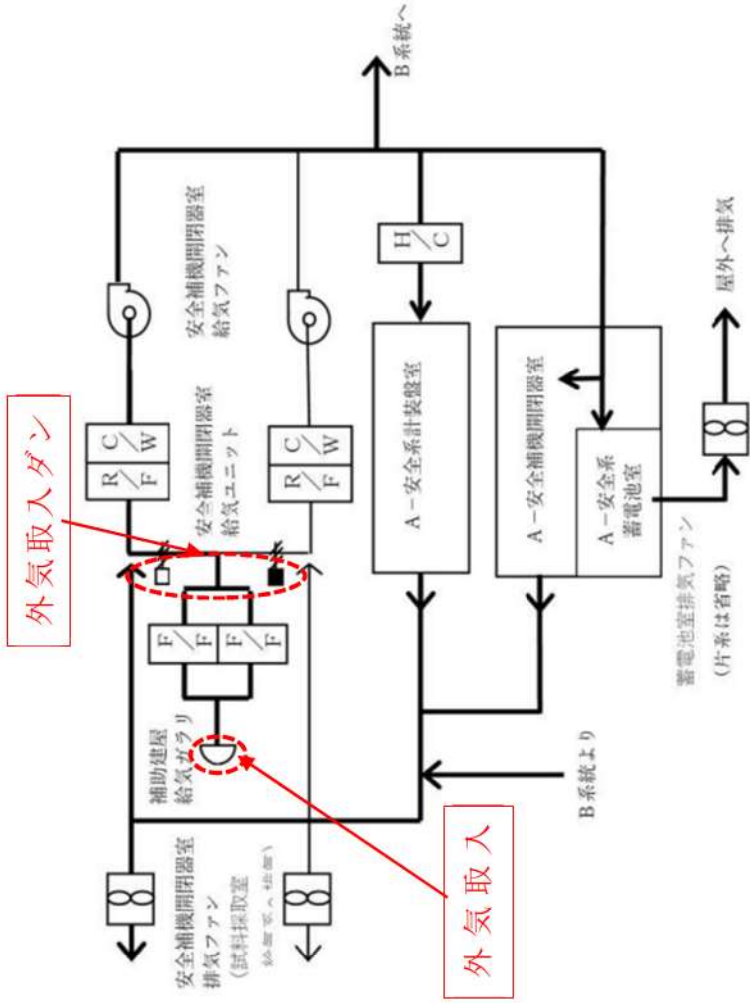 外気取入ダン
R/F
C/W
安全補機開閉器室
排気ファン
(試料採取室
補助建屋
給気ガラリ
F/F
F/F
安全補機開閉器室
給気ユニット
安全補機開閉器室
給気ファン
R/F
C/W
外気取入
A－安全系計装盤室
H/C
B系統へ
A－安全補機開閉器室
A－安全系
蓄電池室
B系統より
蓄電池室排気ファン
(片系は省略)
屋外へ排気